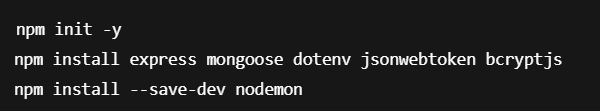 npm init -y
npm install express mongoose dotenv jsonwebtoken bcryptjs
npm install --save-dev nodemon